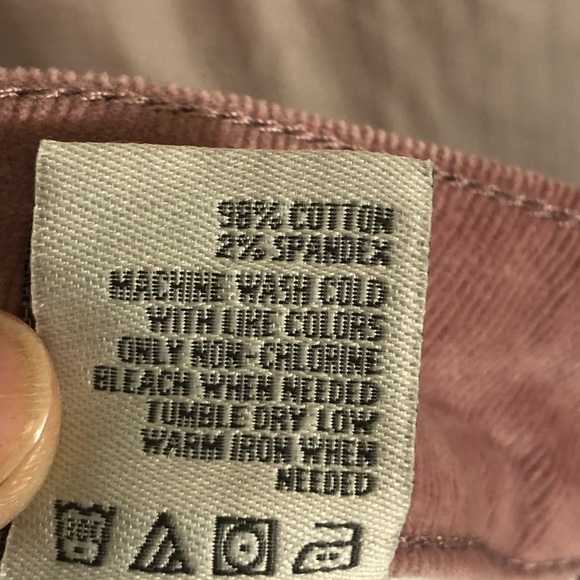 98% COTTON
2% SPANDEX
MACHINE WASH COLD
WITH LIKE COLORS
ONLY NON-CHLORINE
BLEACH WHEN NEEDED
TUMBLE DRY LOW
WARM IRON WHEN
NEEDED